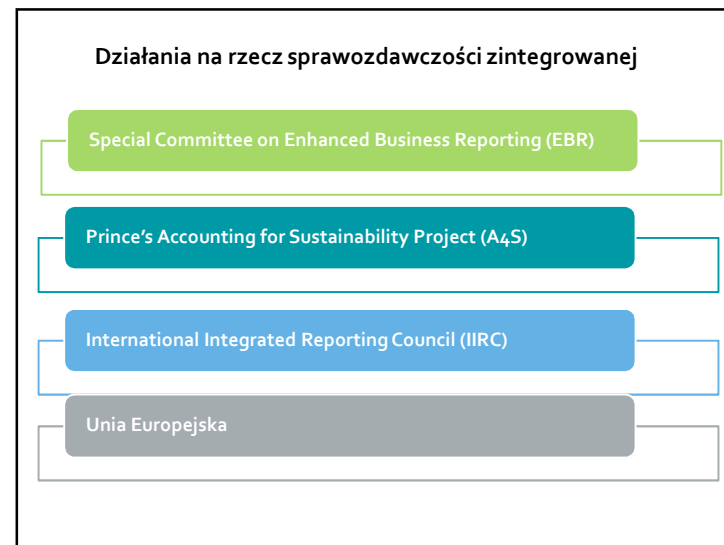 Działania na rzecz sprawozdawczości zintegrowanej
Special Committee on Enhanced Business Reporting (EBR)
Prince's Accounting for Sustainability Project (A4S)
International Integrated Reporting Council (IIRC)
Unia Europejska